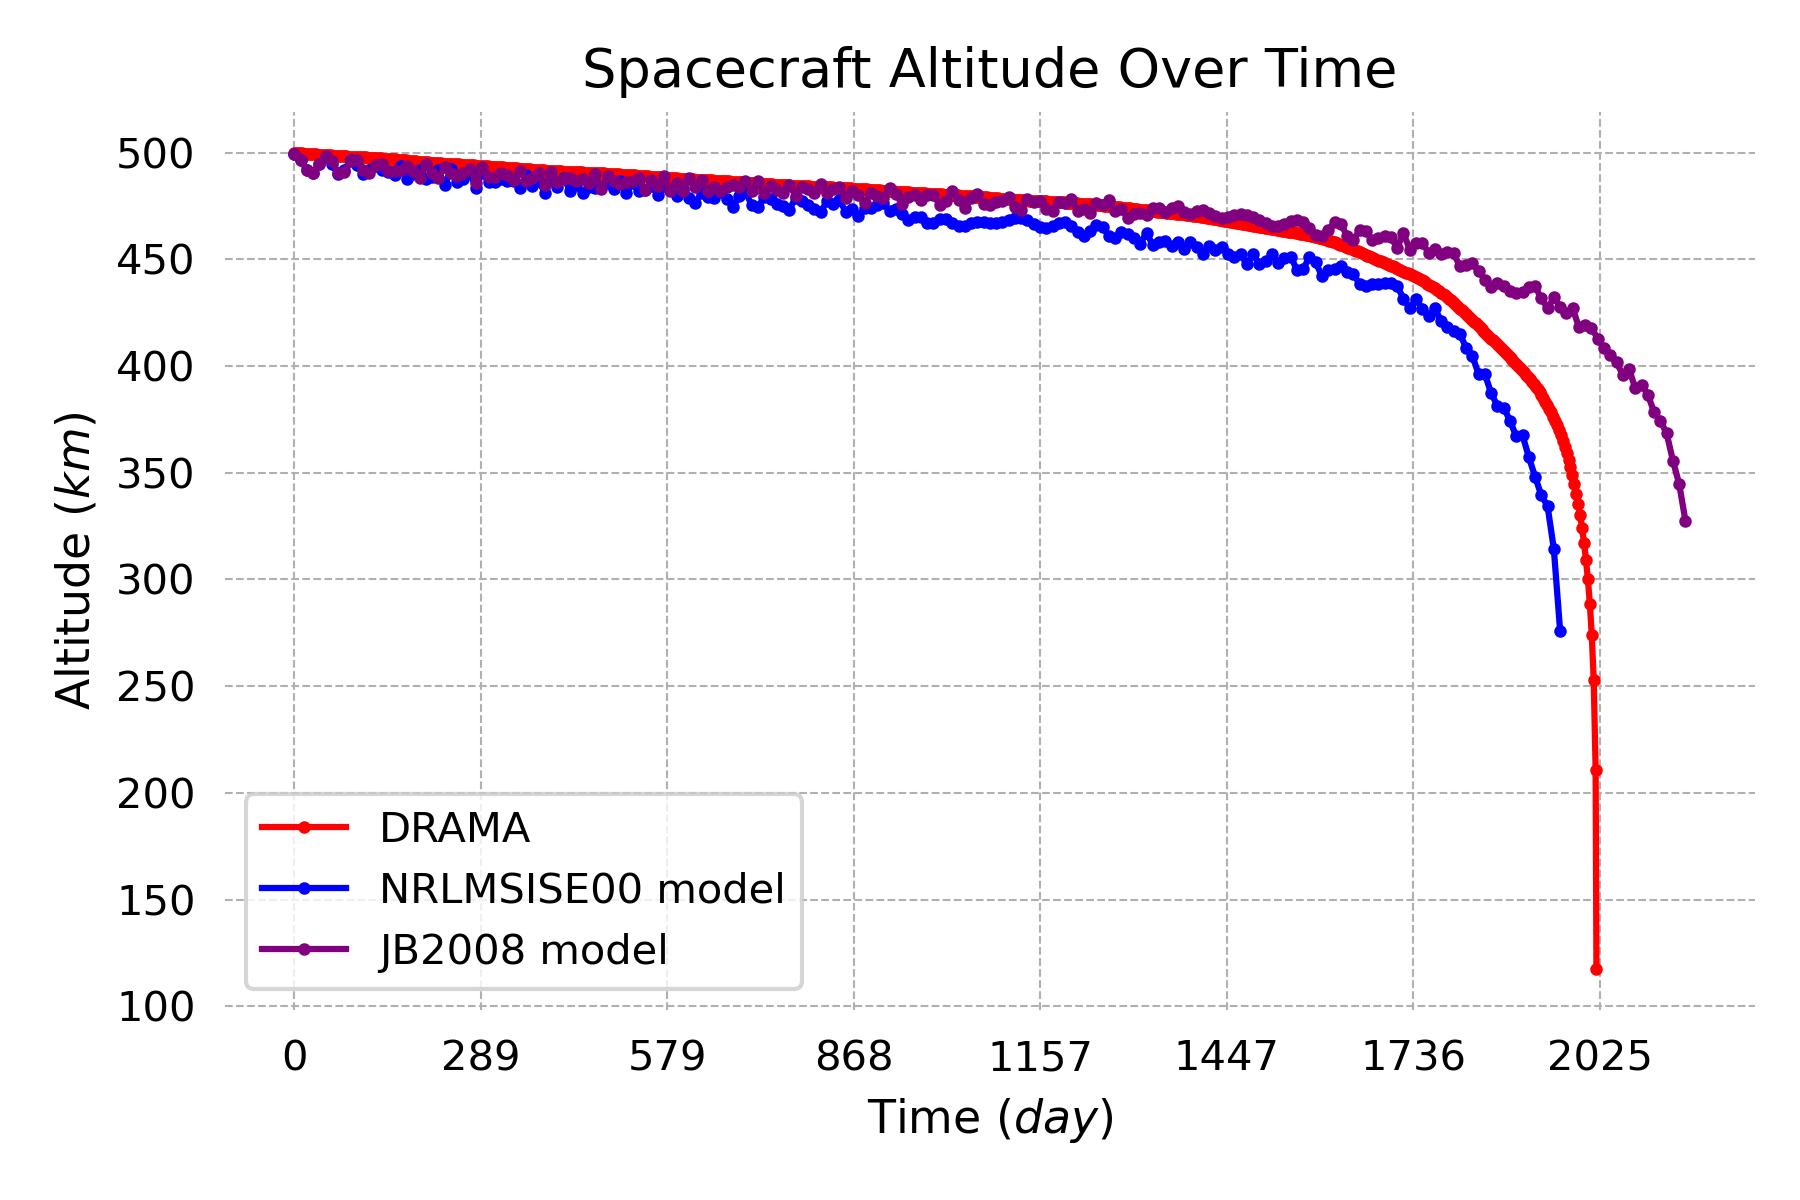 Spacecraft Altitude Over Time
500
450
400
350
300
250
200
150
100
Altitude (km)
DRAMA
NRLMSISE00 model
JB2008 model
0 289 579 868 1157 1447 1736 2025
Time (day)